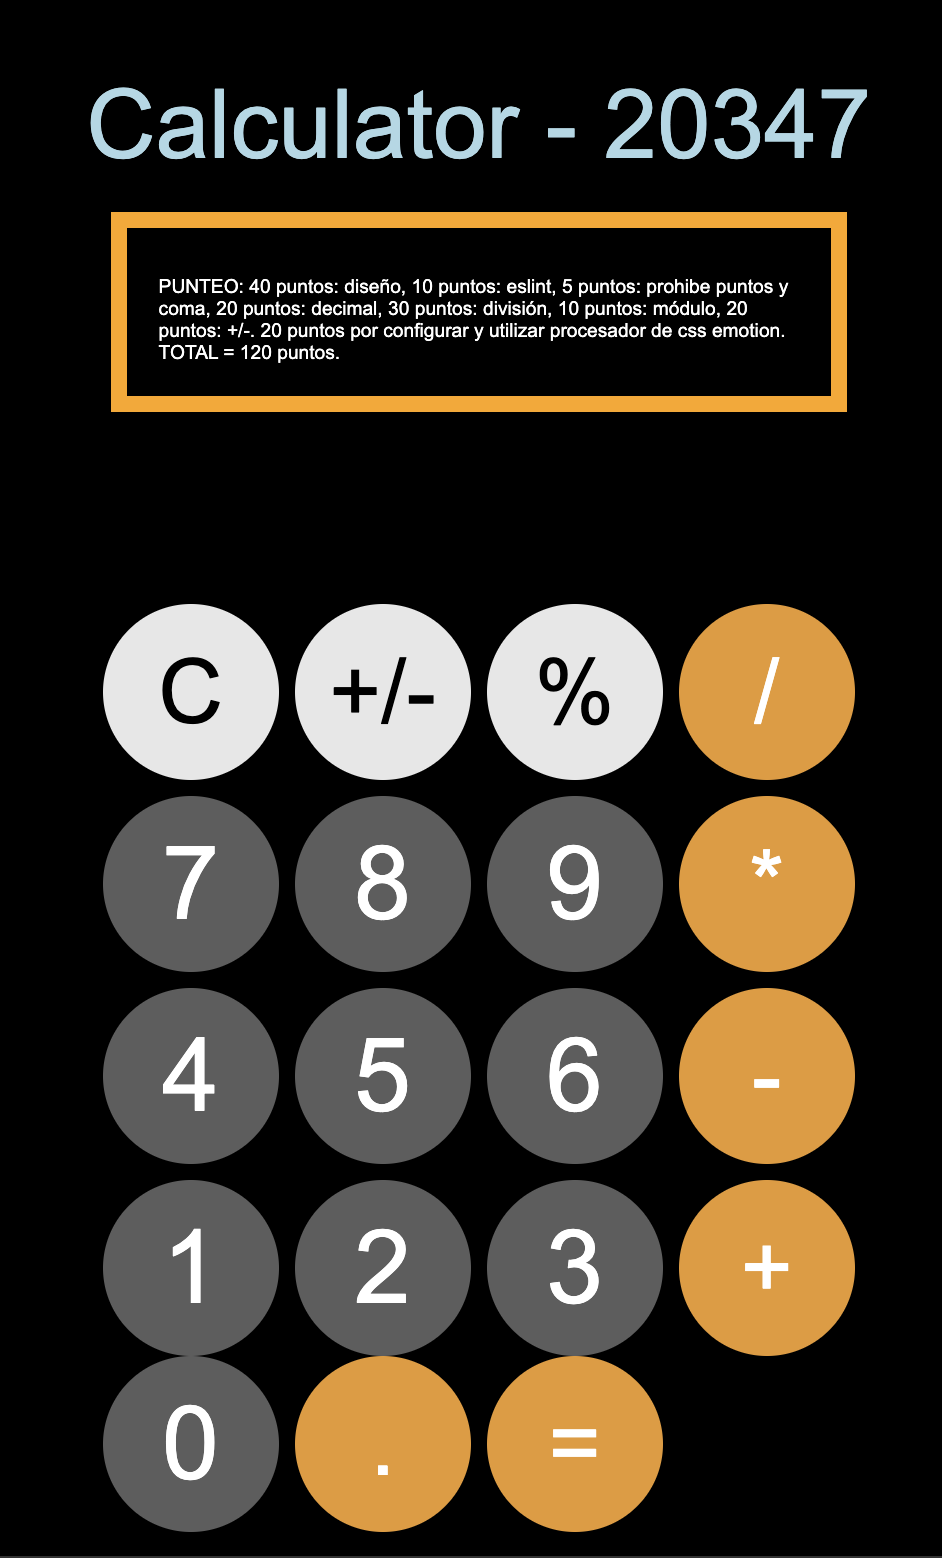 Calculator - 20347
PUNTEO: 40 puntos: diseño, 10 puntos: eslint, 5 puntos: prohibe puntos y
coma, 20 puntos: decimal, 30 puntos: división, 10 puntos: módulo, 20
puntos: +/-. 20 puntos por configurar y utilizar procesador de css emotion.
TOTAL = 120 puntos.
C +/- % /
7 8 9 *
4 5 6 -
1 2 3 +
0 . =